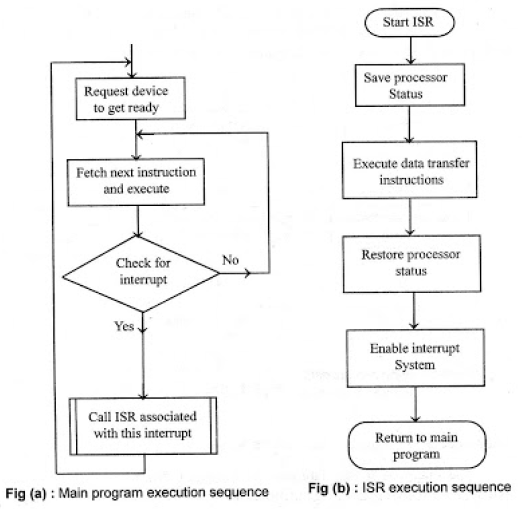 Request device
to get ready
Fetch next instruction
and execute
Check for
interrupt
No
Yes
Call ISR associated
with this interrupt
Fig (a) : Main program execution sequence
Start ISR
Save processor
Status
Execute data transfer
instructions
Restore processor
status
Enable interrupt
System
Return to main
program
Fig (b) : ISR execution sequence